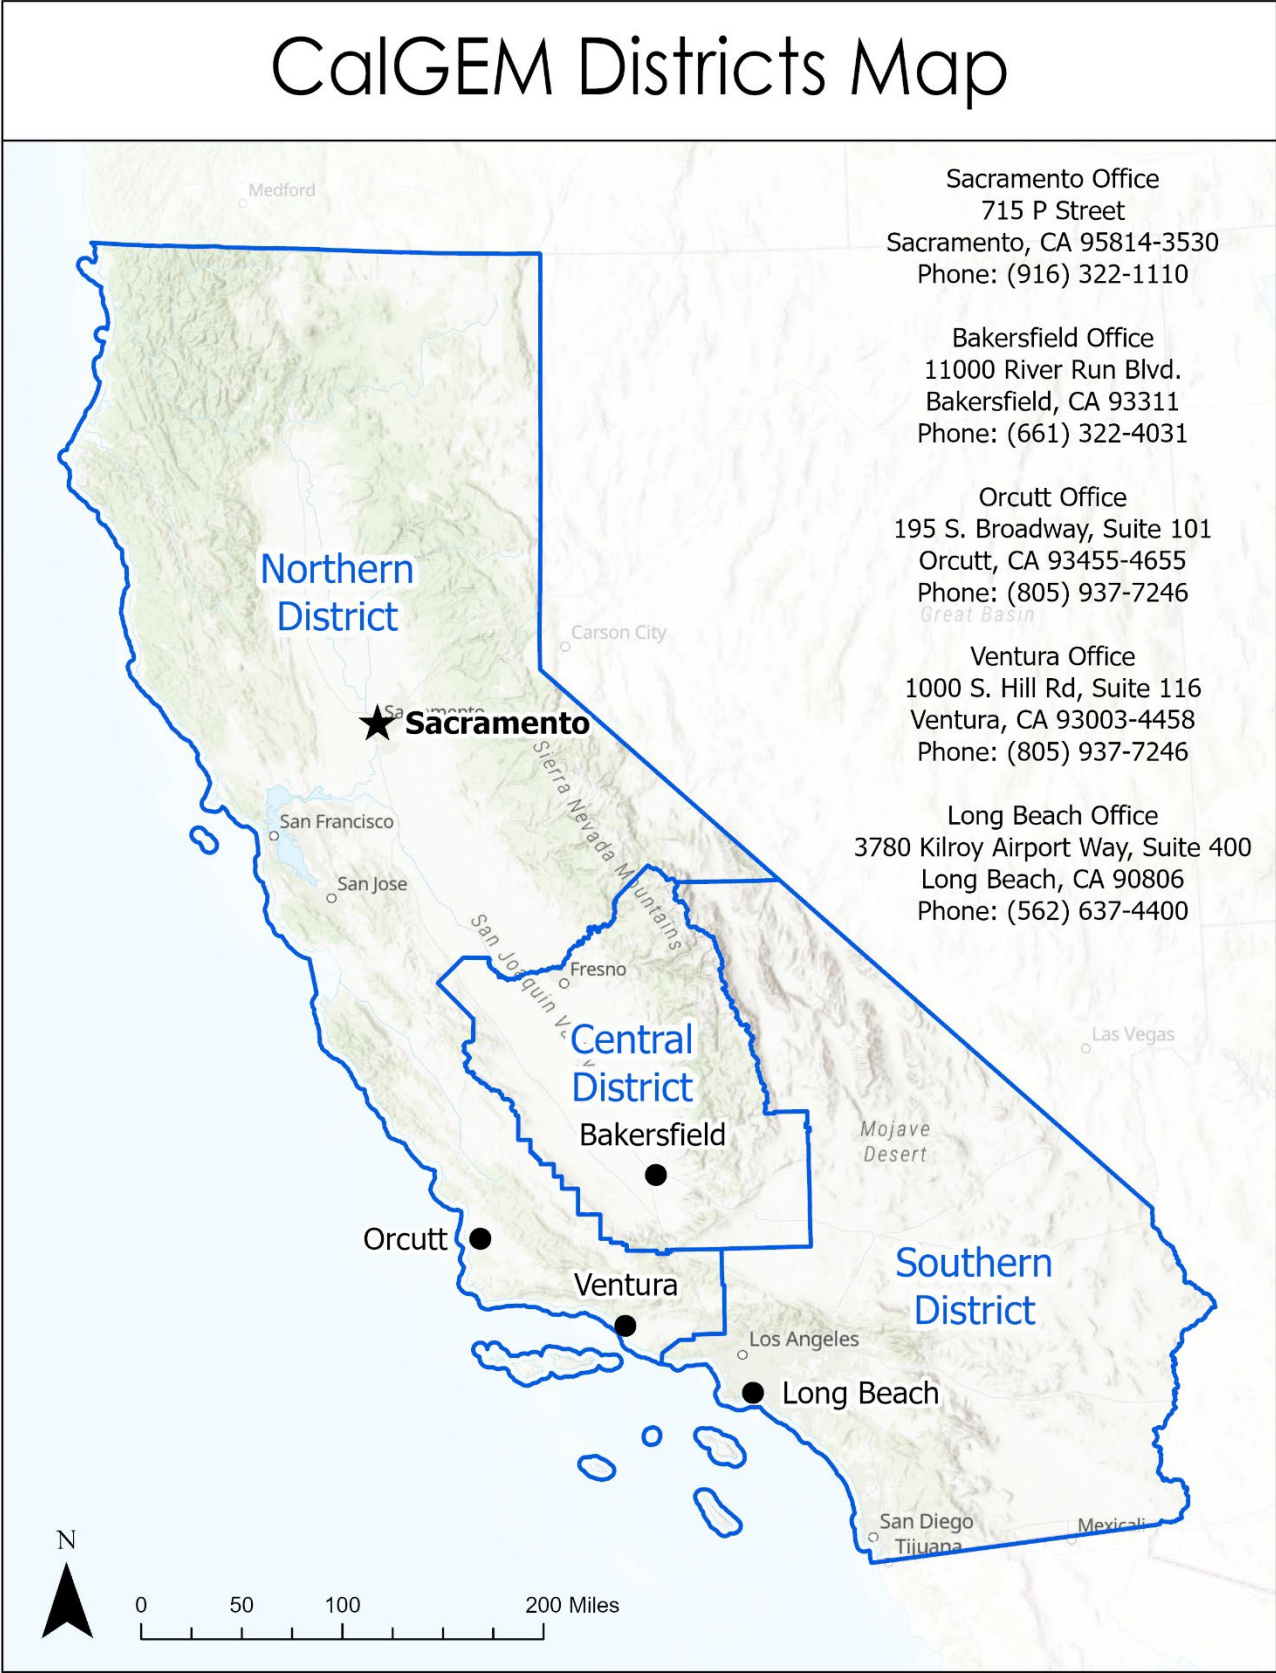 CalGEM Districts Map
Medford
Sacramento Office
715 P Street
Sacramento, CA 95814-3530
Phone: (916) 322-1110
Bakersfield Office
11000 River Run Blvd.
Bakersfield, CA 93311
Phone: (661) 322-4031
Orcutt Office
195 S. Broadway, Suite 101
Orcutt, CA 93455-4655
Phone: (805) 937-7246
Great Basin
Ventura Office
1000 S. Hill Rd, Suite 116
Ventura, CA 93003-4458
Phone: (805) 937-7246
Long Beach Office
3780 Kilroy Airport Way, Suite 400
Long Beach, CA 90806
Phone: (562) 637-4400
Northern
District
Carson City
Sacramento
Sacramento
Sierra Nevada Mountains
San Francisco
San Jose
San Joaquin
Fresno
Central
District
Las Vegas
Bakersfield
Mojave
Desert
Orcutt
Southern
District
Ventura
Los Angeles
Long Beach
San Diego
Tijuana
Mexicali
N
0 50 100 200 Miles